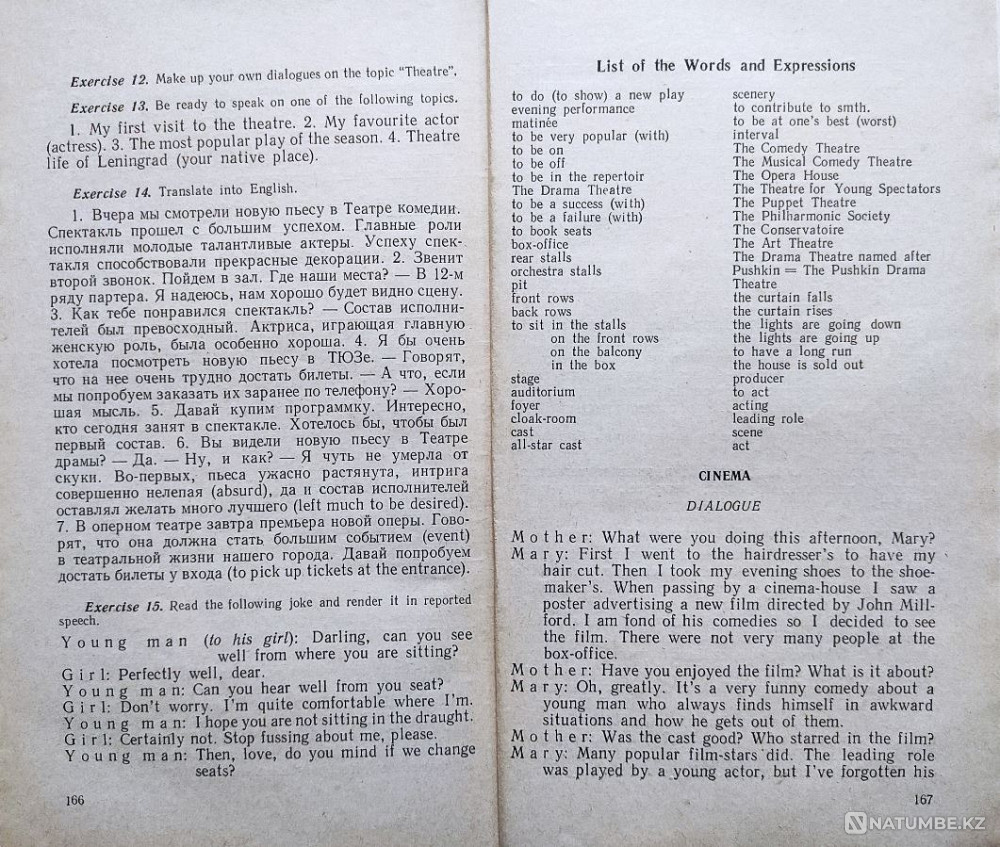 Exercise 12. Make up your own dialogues on the topic "Theatre".
Exercise 13. Be ready to speak on one of the following topics.
1. My first visit to the theatre. 2. My favourite actor
(actress). 3. The most popular play of the season. 4. Theatre
life of Leningrad (your native place).
Exercise 14. Translate into English.
1. Вчера мы смотрели новую пьесу в Театре комедии.
Спектакль прошел с большим успехом. Главные роли
исполняли молодые талантливые актеры. Успеху спек-
такля способствовали прекрасные декорации. 2. Звенит
второй звонок. Пойдем в зал. Где наши места? — В 12-м
ряду партера. Я надеюсь, нам хорошо будет видно сцену.
3. Как тебе понравился спектакль? — Состав исполни-
телей был превосходный. Актриса, играющая главную
женскую роль, была особенно хороша. 4. Я бы очень
хотела посмотреть новую пьесу в ТЮЗе. — Говорят,
что на нее очень трудно достать билеты. — А что, если
мы попробуем заказать их заранее по телефону? — Хоро-
шая мысль. 5. Давай купим программку. Интересно,
кто сегодня занят в спектакле. Хотелось бы, чтобы был
первый состав. 6. Вы видели новую пьесу в Театре
драмы? — Да. — Ну, и как? — Я чуть не умерла от
скуки. Во-первых, пьеса ужасно растянута, интрига
совершенно нелепая (absurd), да и состав исполнителей
оставлял желать много лучшего (left much to be desired).
7. В оперном театре завтра премьера новой оперы. Гово-
рят, что она должна стать большим событием (event)
в театральной жизни нашего города. Давай попробуем
достать билеты у входа (to pick up tickets at the entrance).
Exercise 15. Read the following joke and render it in reported
speech.
Young man (to his girl): Darling, can you see
well from where you are sitting?
Girl: Perfectly well, dear.
Young man: Can you hear well from you seat?
Girl: Don't worry. I'm quite comfortable where I'm.
Young man: I hope you are not sitting in the draught.
Girl: Certainly not. Stop fussing about me, please.
Young man: Then, love, do you mind if we change
seats?
166
List of the Words and Expressions
to do (to show) a new play
evening performance
matinée
to be very popular (with)
to be on
to be off
to be in the repertoir
The Drama Theatre
to be a success (with)
to be a failure (with)
to book seats
box-office
rear stalls
orchestra stalls
pit
front rows
back rows
to sit in the stalls
on the front rows
on the balcony
in the box
stage
auditorium
foyer
cloak-room
cast
all-star cast
scenery
to contribute to smth.
to be at one's best (worst)
interval
The Comedy Theatre
The Musical Comedy Theatre
The Opera House
The Theatre for Young Spectators
The Puppet Theatre
The Philharmonic Society
The Conservatoire
The Art Theatre
The Drama Theatre named after
Pushkin = The Pushkin Drama
Theatre
the curtain falls
the curtain rises
the lights are going down
the lights are going up
to have a long run
the house is sold out
producer
to act
acting
leading role
scene
act
CINEMA
DIALOGUE
Mother: What were you doing this afternoon, Mary?
Mary: First I went to the hairdresser's to have my
hair cut. Then I took my evening shoes to the shoe-
maker's. When passing by a cinema-house I saw a
poster advertising a new film directed by John Mill-
ford. I am fond of his comedies so I decided to see
the film. There were not very many people at the
box-office.
Mother: Have you enjoyed the film? What is it about?
Mary: Oh, greatly. It's a very funny comedy about a
young man who always finds himself in awkward
situations and how he gets out of them.
Mother: Was the cast good? Who starred in the film?
Mary: Many popular film-stars did. The leading role
was played by a young actor, but I've forgotten his
167
NATUMBE.KZ